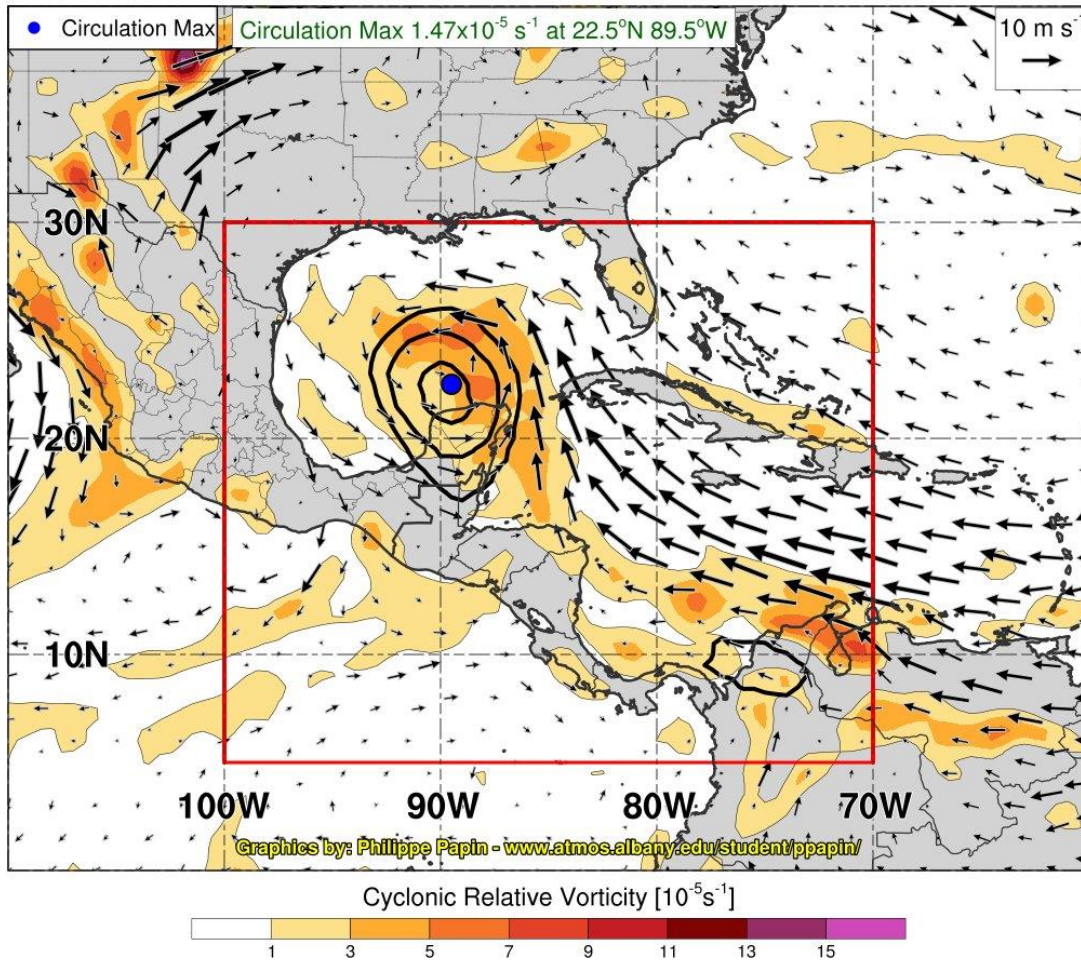 Circulation Max
Circulation Max 1.47x10⁻⁵ s⁻¹ at 22.5°N 89.5°W
10 m s⁻¹
30N
20N
10N
100W 90W 80W 70W
Graphics by: Philippe Papin - www.atmos.albany.edu/student/ppapin/
Cyclonic Relative Vorticity [10⁻⁵s⁻¹]
1 3 5 7 9 11 13 15